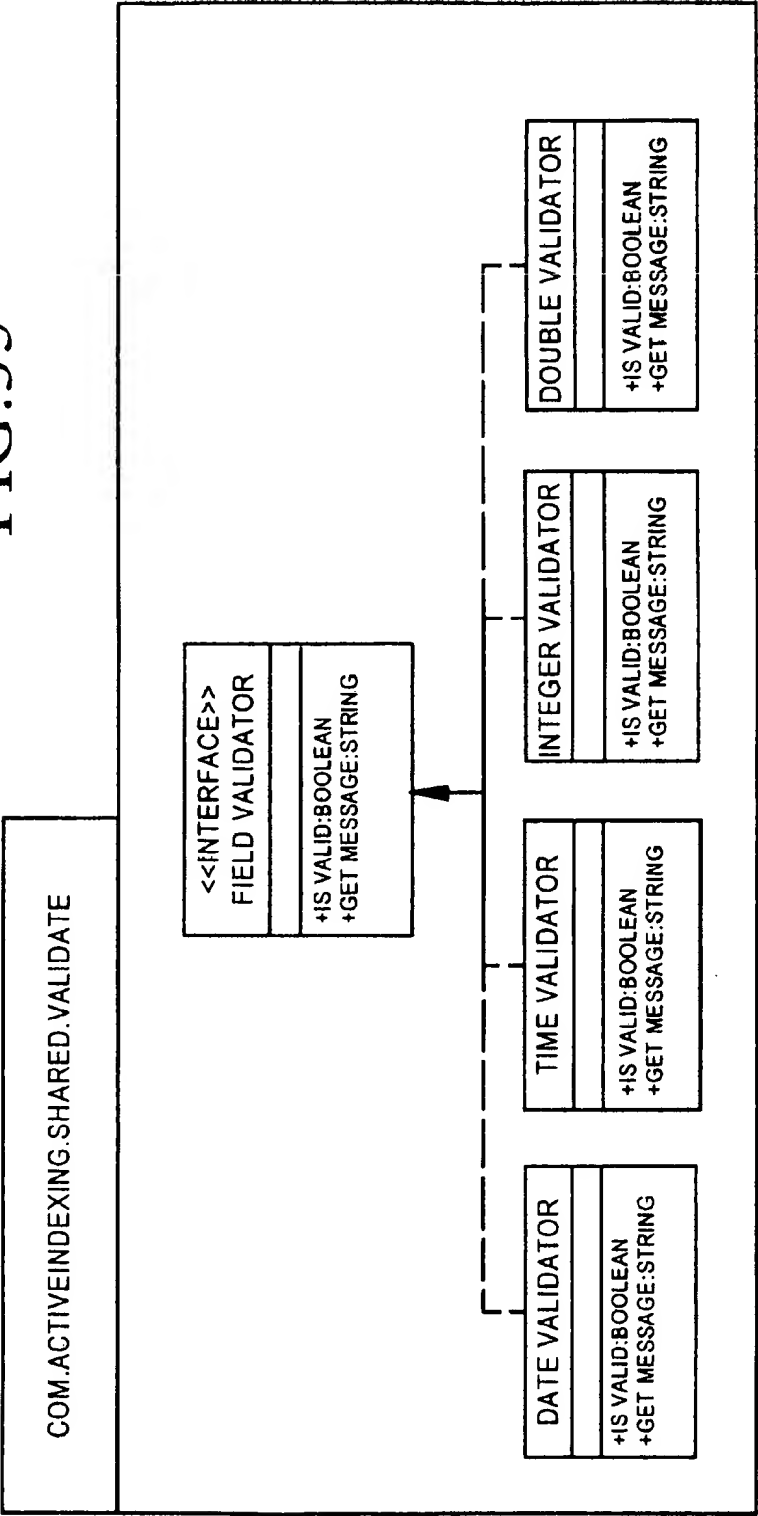 FIG.
COM.ACTIVEINDEXING.SHARED.VALIDATE
<<INTERFACE>>
FIELD VALIDATOR
+IS VALID:BOOLEAN
+GET MESSAGE:STRING
DATE VALIDATOR
+IS VALID:BOOLEAN
+GET MESSAGE:STRING
TIME VALIDATOR
+IS VALID:BOOLEAN
+GET MESSAGE:STRING
INTEGER VALIDATOR
+IS VALID:BOOLEAN
+GET MESSAGE:STRING
DOUBLE VALIDATOR
+IS VALID:BOOLEAN
+GET MESSAGE:STRING